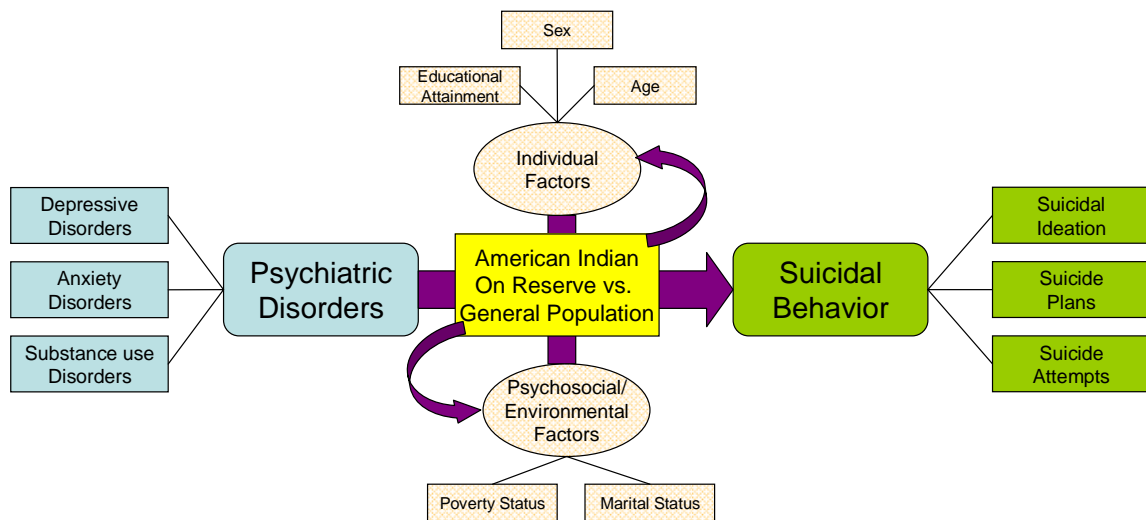 Sex
Educational
Attainment
Age
Individual
Factors
Depressive
Disorders
Anxiety
Disorders
Substance use
Disorders
Psychiatric
Disorders
American Indian
On Reserve vs.
General Population
Suicidal
Behavior
Suicidal
Ideation
Suicide
Plans
Suicide
Attempts
Psychosocial/
Environmental
Factors
Poverty Status
Marital Status